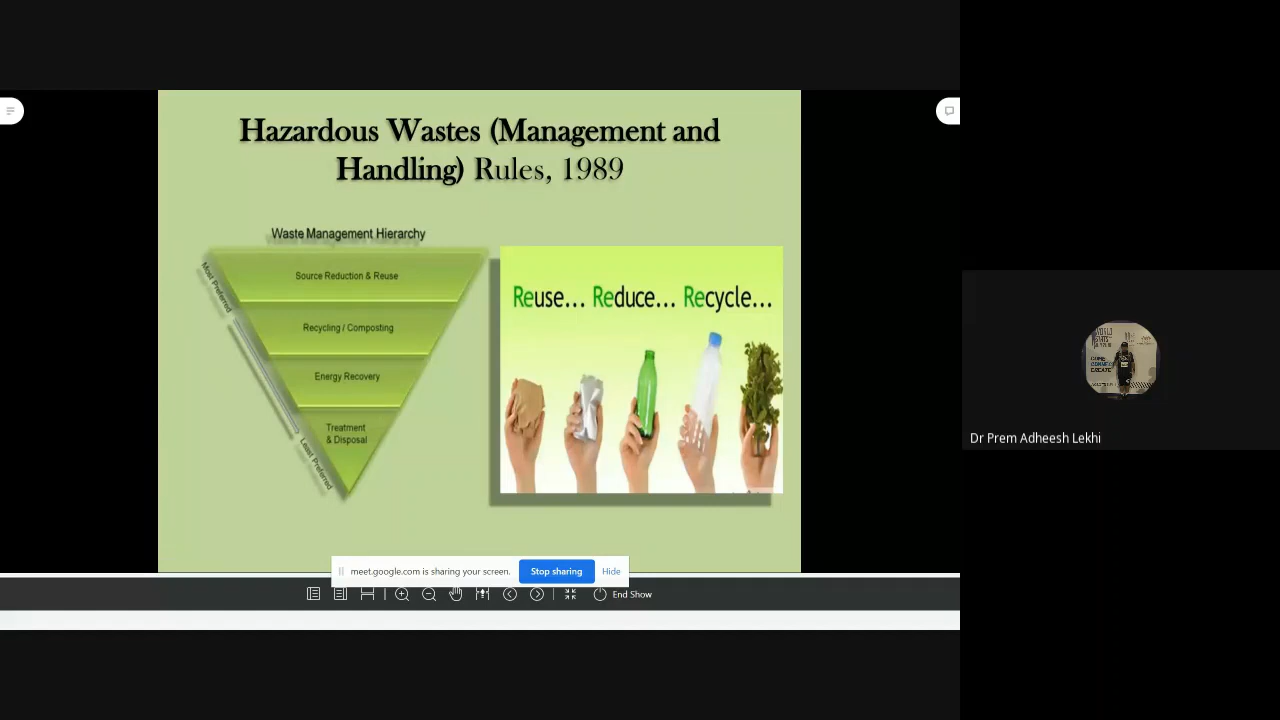 Hazardous Wastes (Management and
Handling) Rules, 1989
Waste Management Hierarchy
Most Preferred
Source Reduction & Reuse
Recycling / Composting
Energy Recovery
Treatment
& Disposal
Least Preferred
Reuse... Reduce... Recycle...
meet.google.com is sharing your screen.
Stop sharing
Hide
End Show
Dr Prem Adheesh Lekhi